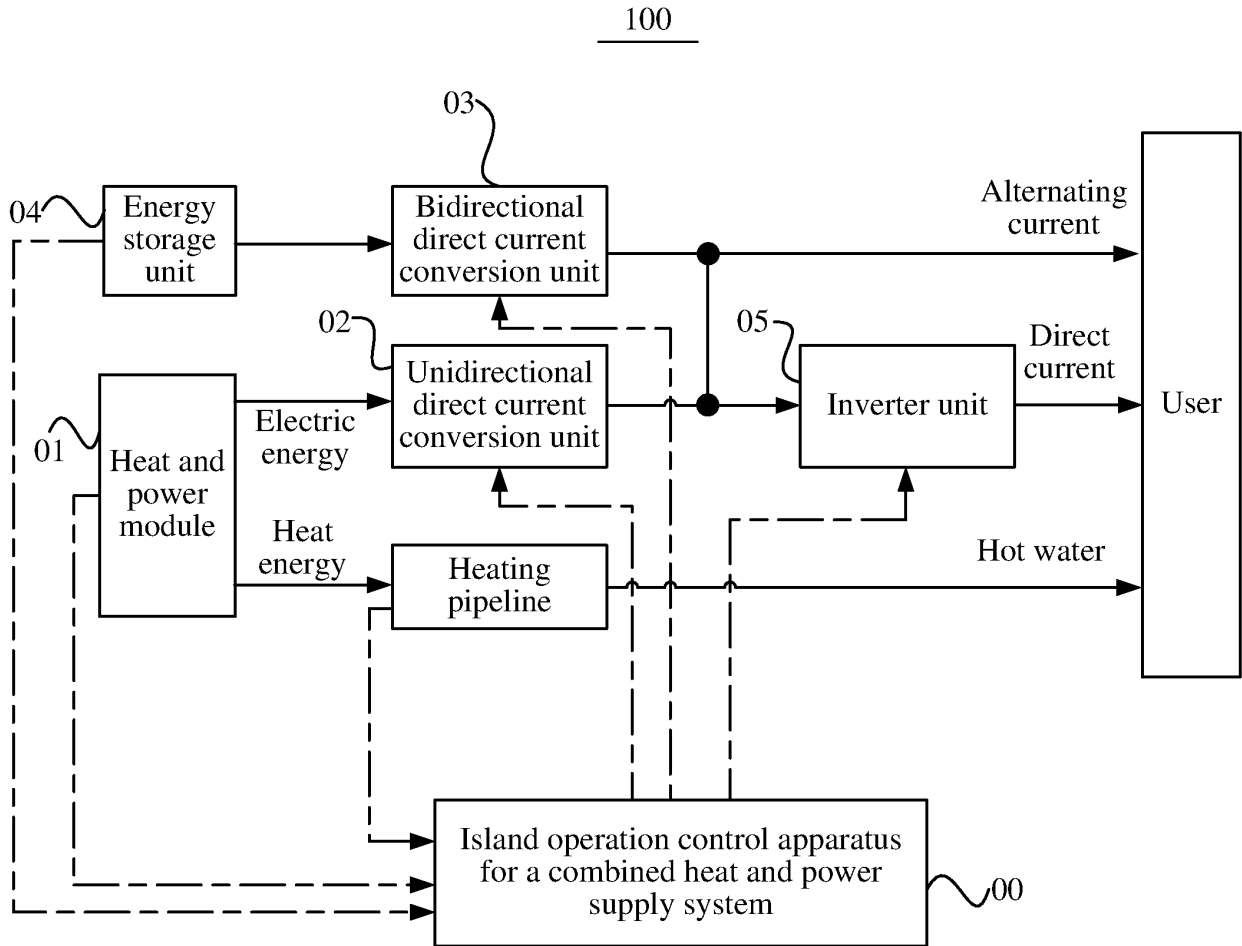 100
03
04
Energy
storage
unit
Bidirectional
direct current
conversion unit
Alternating
current
02
05
01
Heat and
power
module
Electric
energy
Unidirectional
direct current
conversion unit
Inverter unit
Direct
current
User
Heat
energy
Heating
pipeline
Hot water
Island operation control apparatus
for a combined heat and power
supply system
00